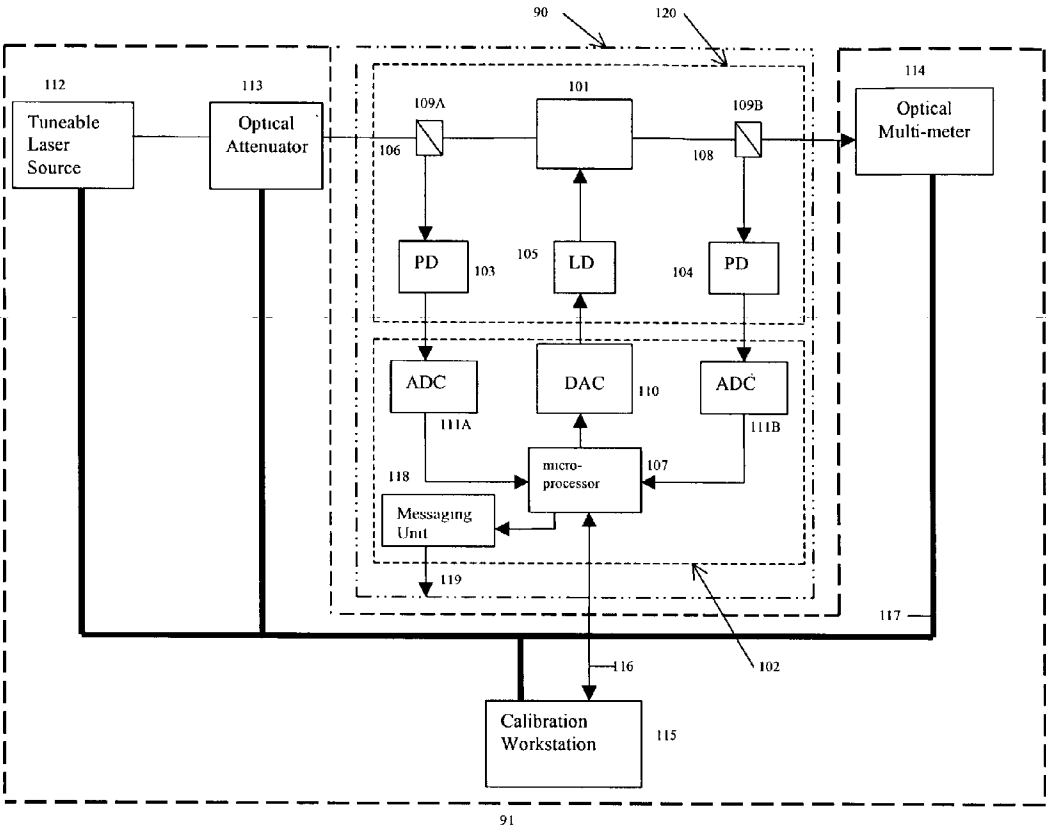 90
120
112
113
114
101
109A
109B
Tuneable
Laser
Source
Optical
Attenuator
Optical
Multi-meter
106
108
PD
103
105
LD
104
PD
ADC
DAC
110
ADC
111A
111B
118
micro-
processor
107
Messaging
Unit
119
117
116
102
Calibration
Workstation
115
91